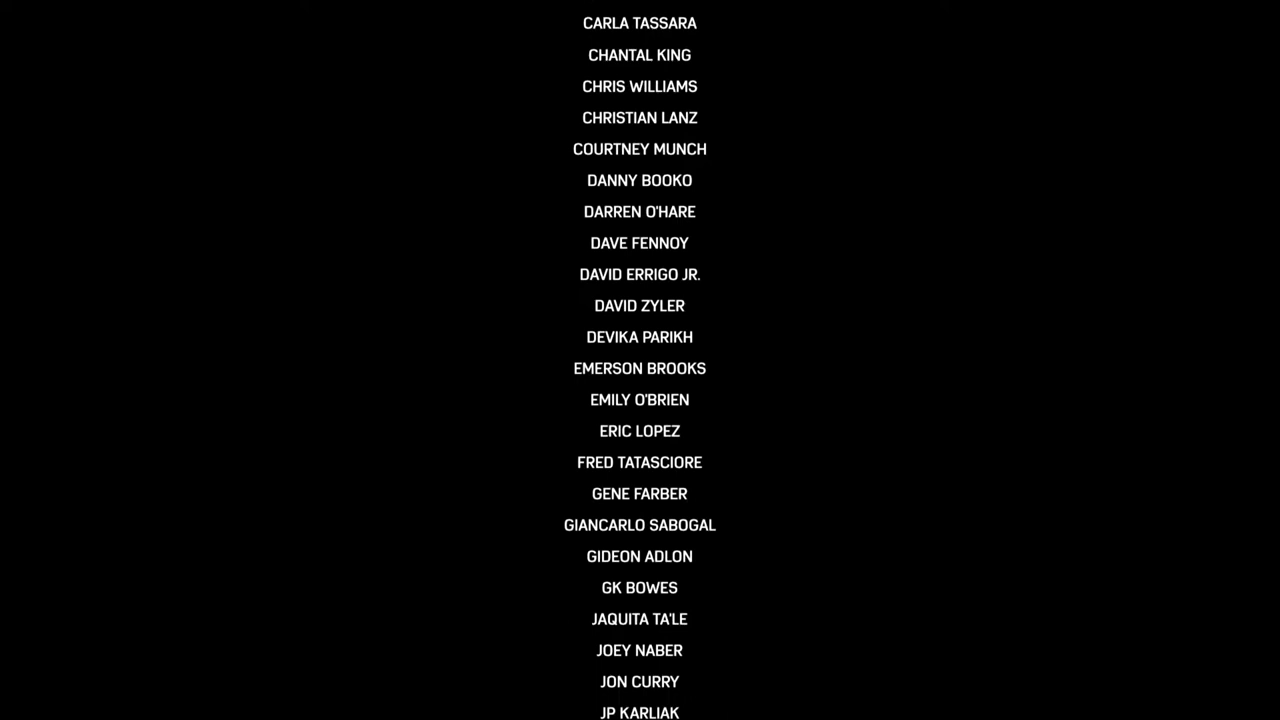 CARLA TASSARA
CHANTAL KING
CHRIS WILLIAMS
CHRISTIAN LANZ
COURTNEY MUNCH
DANNY BOOKO
DARREN O'HARE
DAVE FENNOY
DAVID ERRIGO JR.
DAVID ZYLER
DEVIKA PARIKH
EMERSON BROOKS
EMILY O'BRIEN
ERIC LOPEZ
FRED TATASCIORE
GENE FARBER
GIANCARLO SABOGAL
GIDEON ADLON
GK BOWES
JAQUITA TA'LE
JOEY NABER
JON CURRY
JP KARLIAK